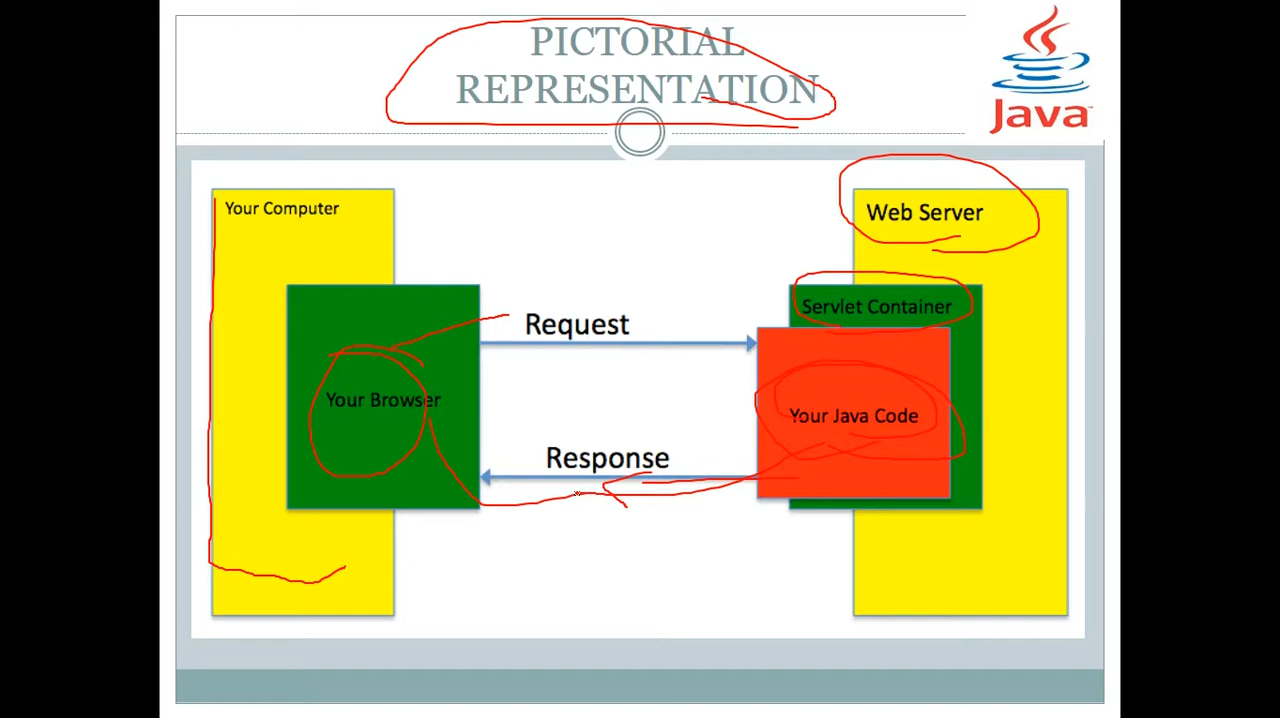 PICTORIAL
REPRESENTATION
Java
Your Computer
Web Server
Servlet Container
Request
Your Browser
Your Java Code
Response